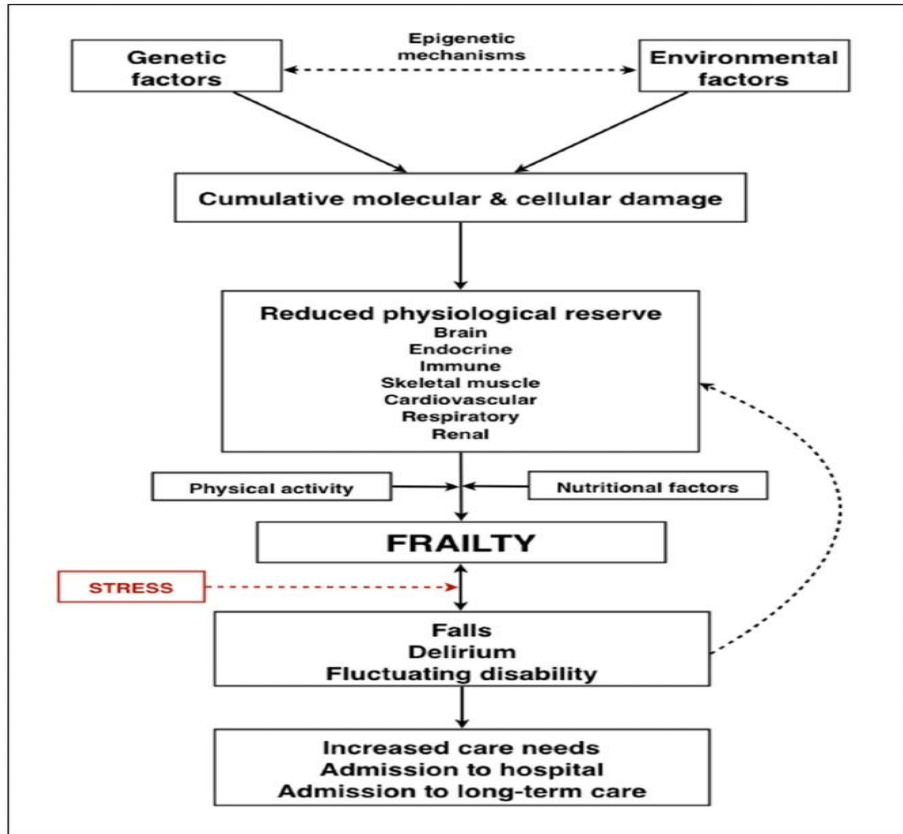 Genetic
factors
Epigenetic
mechanisms
Environmental
factors
Cumulative molecular & cellular damage
Reduced physiological reserve
Brain
Endocrine
Immune
Skeletal muscle
Cardiovascular
Respiratory
Renal
Physical activity
Nutritional factors
FRAILTY
STRESS
Falls
Delirium
Fluctuating disability
Increased care needs
Admission to hospital
Admission to long-term care